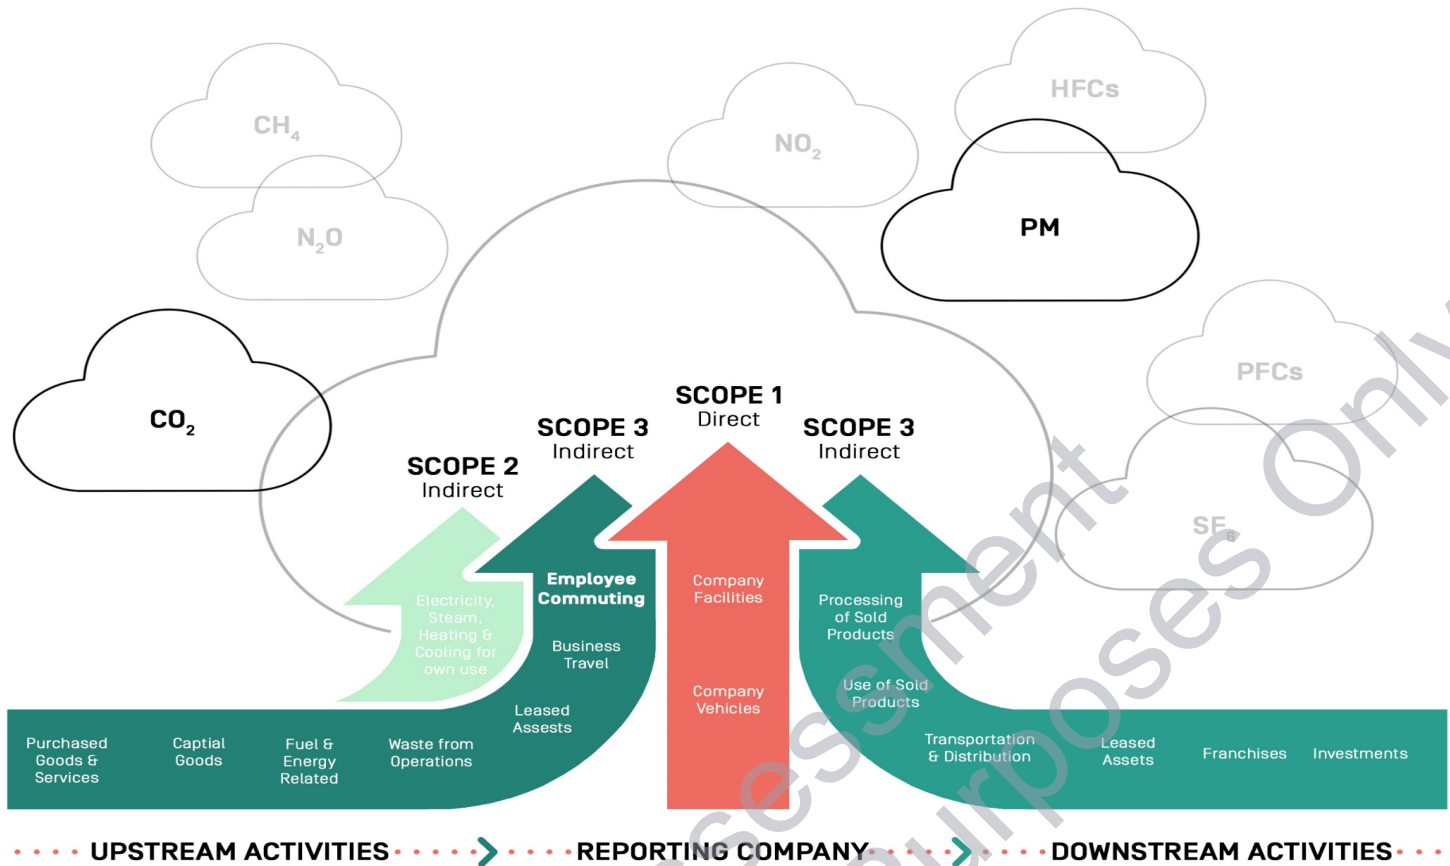 HFCs
CH₄
NO₂
PM
N₂O
PFCs
CO₂
SF₆
SCOPE 1
Direct
SCOPE 3
Indirect
SCOPE 3
Indirect
SCOPE 2
Indirect
Electricity,
Steam,
Heating &
Cooling for
own use
Employee
Commuting
Business
Travel
Leased
Assests
Purchased
Goods &
Services
Captial
Goods
Fuel &
Energy
Related
Waste from
Operations
Company
Facilities
Company
Vehicles
Processing
of Sold
Products
Use of Sold
Products
Transportation
& Distribution
Leased
Assets
Franchises
Investments
UPSTREAM ACTIVITIES
REPORTING COMPANY
DOWNSTREAM ACTIVITIES
Only